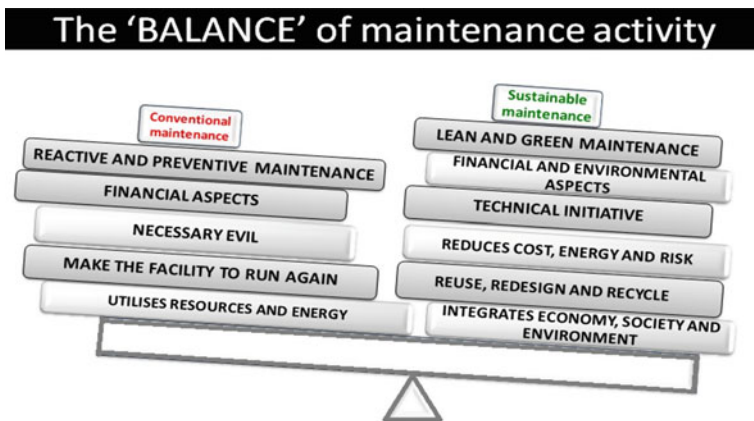 The 'BALANCE' of maintenance activity
Conventional
maintenance
REACTIVE AND PREVENTIVE MAINTENANCE
FINANCIAL ASPECTS
NECESSARY EVIL
MAKE THE FACILITY TO RUN AGAIN
UTILISES RESOURCES AND ENERGY
Sustainable
maintenance
LEAN AND GREEN MAINTENANCE
FINANCIAL AND ENVIRONMENTAL
ASPECTS
TECHNICAL INITIATIVE
REDUCES COST, ENERGY AND RISK
REUSE, REDESIGN AND RECYCLE
INTEGRATES ECONOMY, SOCIETY AND
ENVIRONMENT